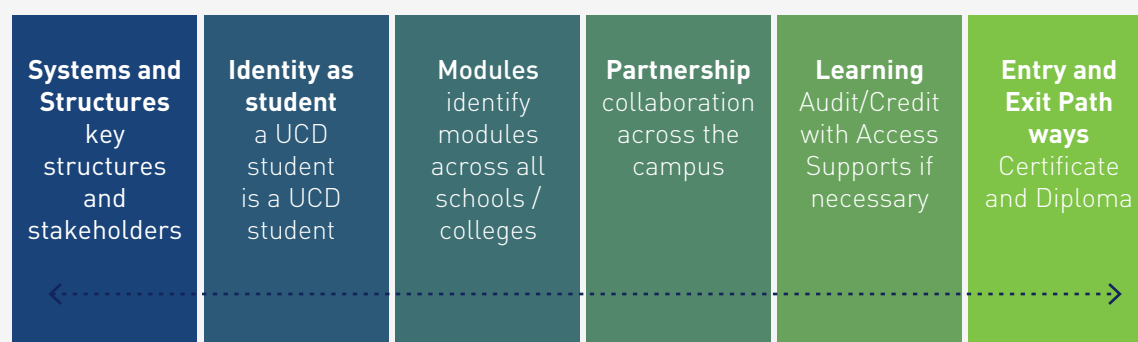 Systems and
Structures
key
structures
and
stakeholders
Identity as
student
a UCD
student
is a UCD
student
Modules
identify
modules
across all
schools /
colleges
Partnership
collaboration
across the
campus
Learning
Audit/Credit
with Access
Supports if
necessary
Entry and
Exit Path
ways
Certificate
and Diploma